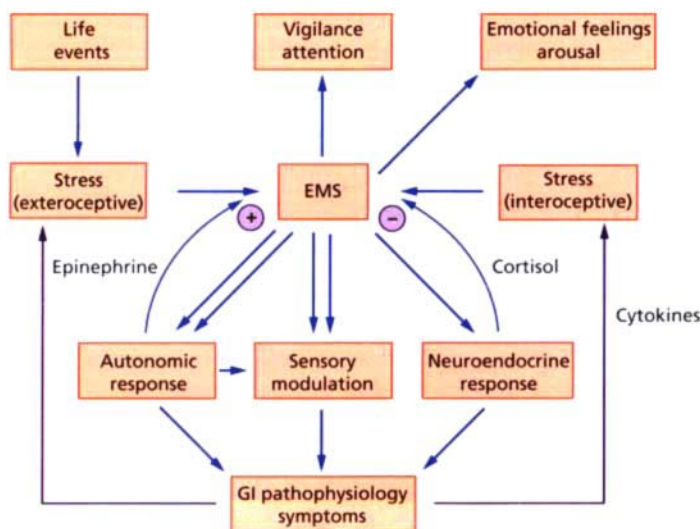 Life
events
Vigilance
attention
Emotional feelings
arousal
Stress
(exteroceptive)
EMS
Stress
(interoceptive)
+
−
Epinephrine
Cortisol
Cytokines
Autonomic
response
Sensory
modulation
Neuroendocrine
response
GI pathophysiology
symptoms